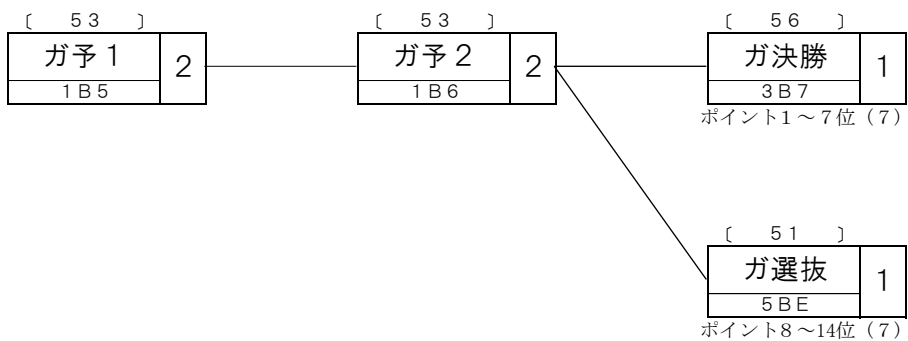 〔 53 〕
ガ予1 2
1B5
〔 53 〕
ガ予2 2
1B6
〔 56 〕
ガ決勝 1
3B7
ポイント1～7位(7)
〔 51 〕
ガ選抜 1
5BE
ポイント8～14位(7)